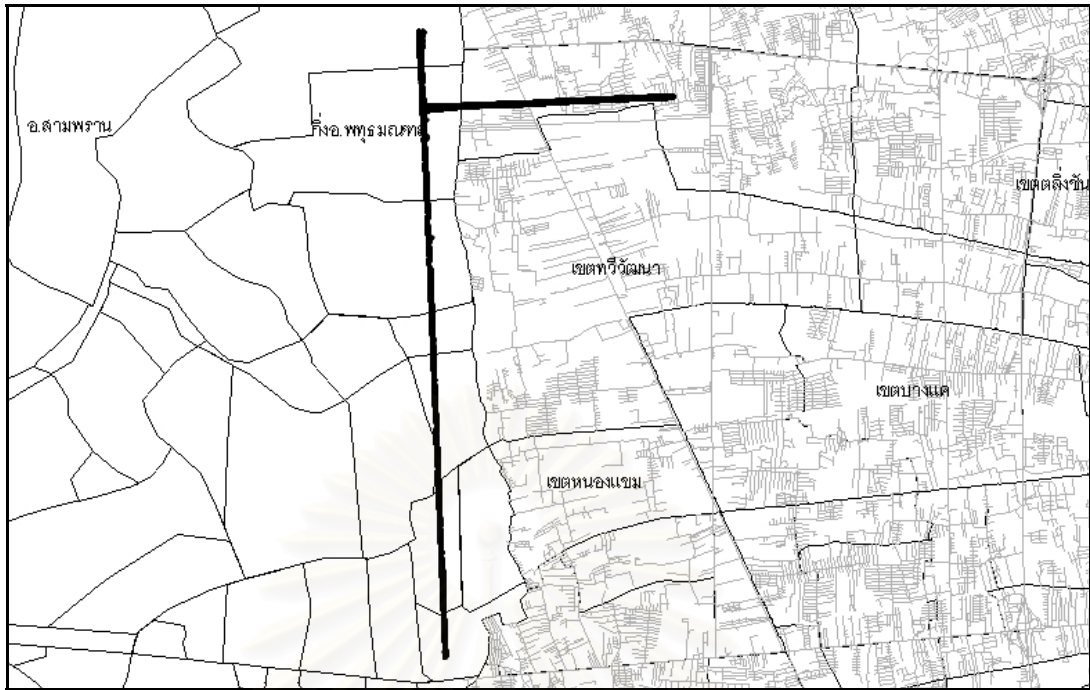 อ.สามพราน
กิ่งอ.พุทธมณฑล
เขตตลิ่งชัน
เขตทวีวัฒนา
เขตบางแค
เขตหนองแขม